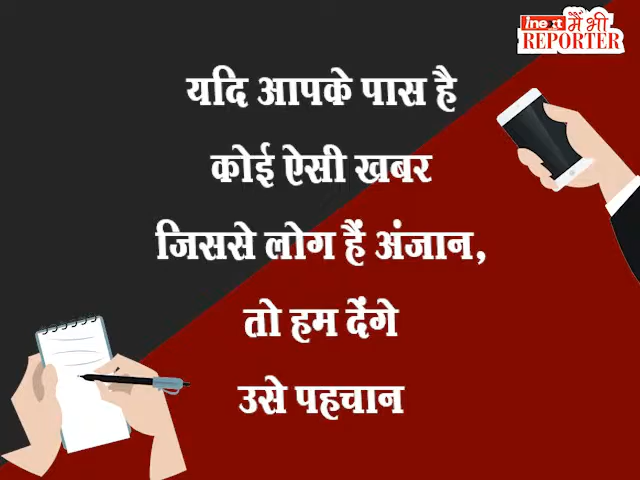 inext मैं भी
REPORTER
यदि आपके पास है
कोई ऐसी खबर
जिससे लोग हैं अंजान,
तो हम देंगे
उसे पहचान